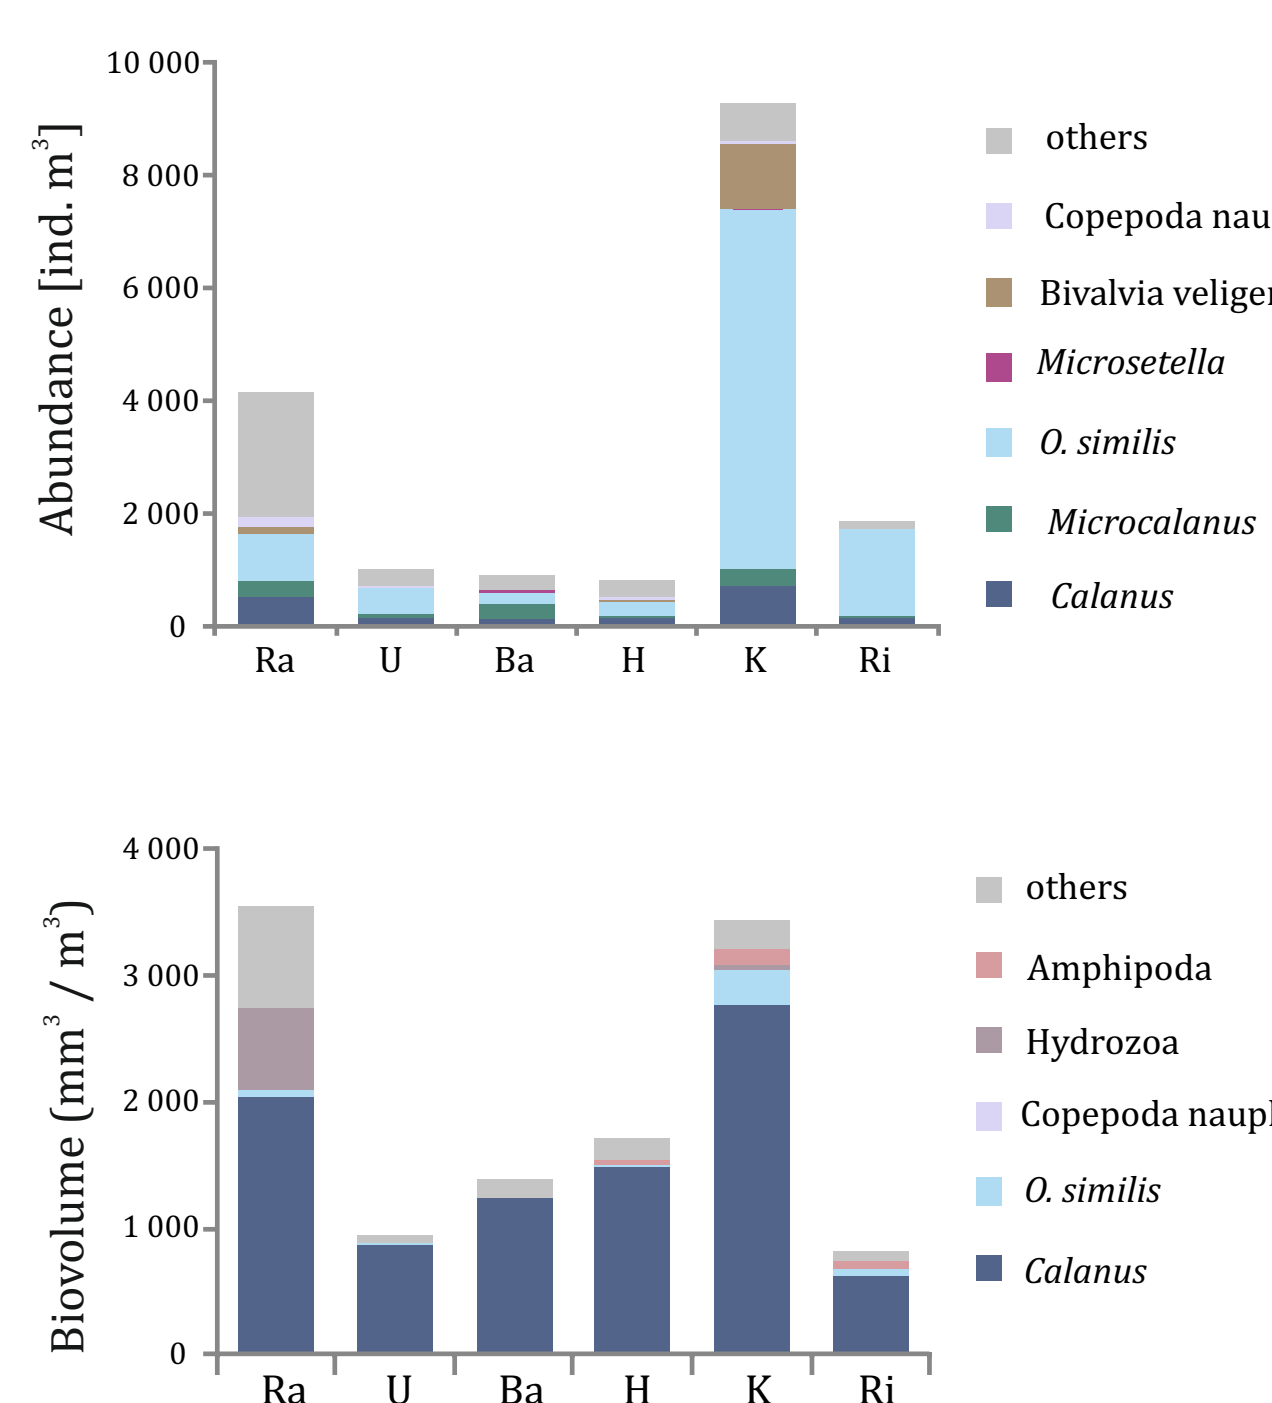 Abundance [ind. m³]
10 000
8 000
6 000
4 000
2 000
0
Ra U Ba H K Ri
others
Copepoda nau
Bivalvia veliger
Microsetella
O. similis
Microcalanus
Calanus
Biovolume (mm³ / m³)
4 000
3 000
2 000
1 000
0
Ra U Ba H K Ri
others
Amphipoda
Hydrozoa
Copepoda naupl
O. similis
Calanus